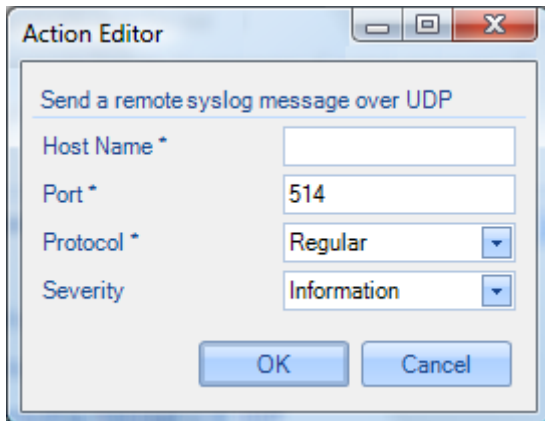 Action Editor
Send a remote syslog message over UDP
Host Name *
Port * 514
Protocol * Regular
Severity Information
OK Cancel